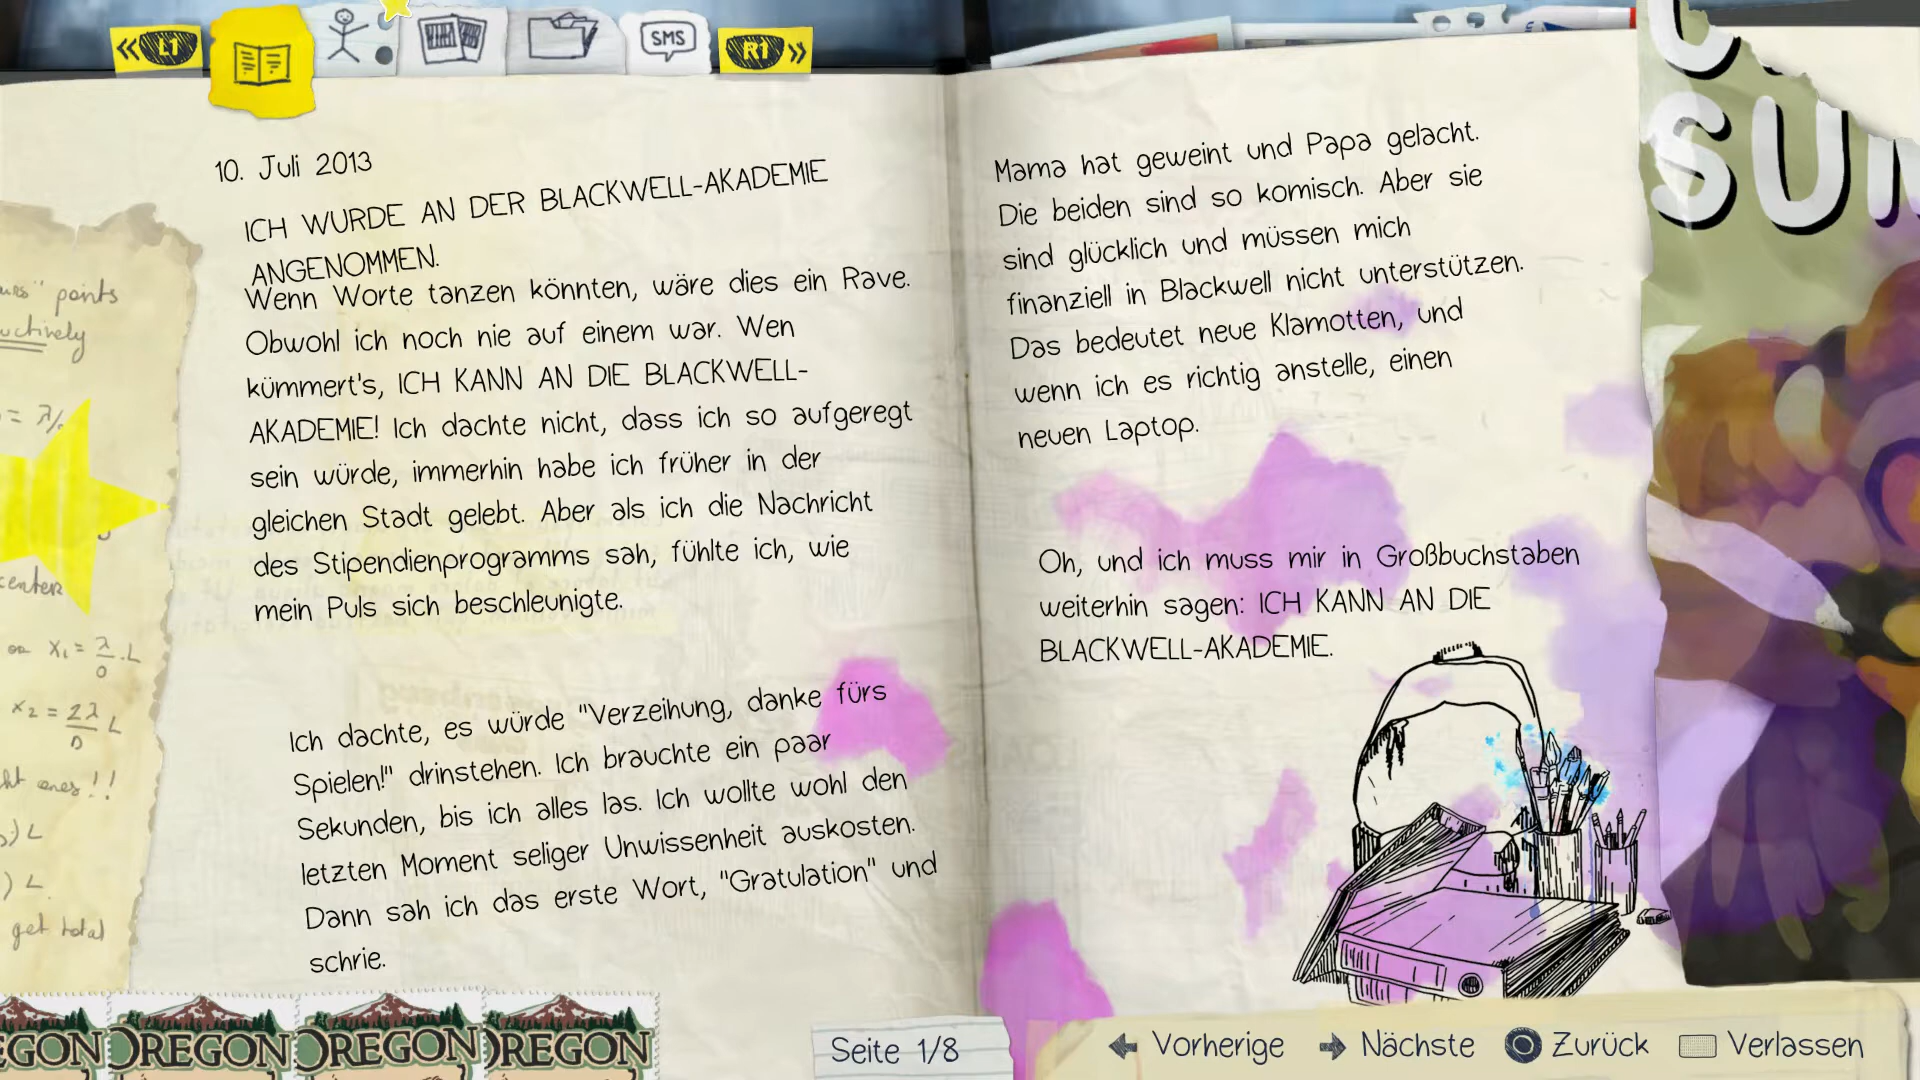 L1
SMS
R1
10. Juli 2013
ICH WURDE AN DER BLACKWELL-AKADEMIE
ANGENOMMEN.
Wenn Worte tanzen könnten, wäre dies ein Rave.
Obwohl ich noch nie auf einem war. Wen
kümmert's, ICH KANN AN DIE BLACKWELL-
AKADEMIE! Ich dachte nicht, dass ich so aufgeregt
sein würde, immerhin habe ich früher in der
gleichen Stadt gelebt. Aber als ich die Nachricht
des Stipendienprogramms sah, fühlte ich, wie
mein Puls sich beschleunigte.
Ich dachte, es würde "Verzeihung, danke fürs
Spielen!" drinstehen. Ich brauchte ein paar
Sekunden, bis ich alles las. Ich wollte wohl den
letzten Moment seliger Unwissenheit auskosten.
Dann sah ich das erste Wort, "Gratulation" und
schrie.
Mama hat geweint und Papa gelacht.
Die beiden sind so komisch. Aber sie
sind glücklich und müssen mich
finanziell in Blackwell nicht unterstützen.
Das bedeutet neue Klamotten, und
wenn ich es richtig anstelle, einen
neuen Laptop.
Oh, und ich muss mir in Großbuchstaben
weiterhin sagen: ICH KANN AN DIE
BLACKWELL-AKADEMIE.
points
= λ/
x₁ = λ/D . L
x₂ = 2λ/D L
ones!!
) L
) L
get total
SUN
OREGON OREGON OREGON
Seite 1/8
Vorherige Nächste Zurück Verlassen